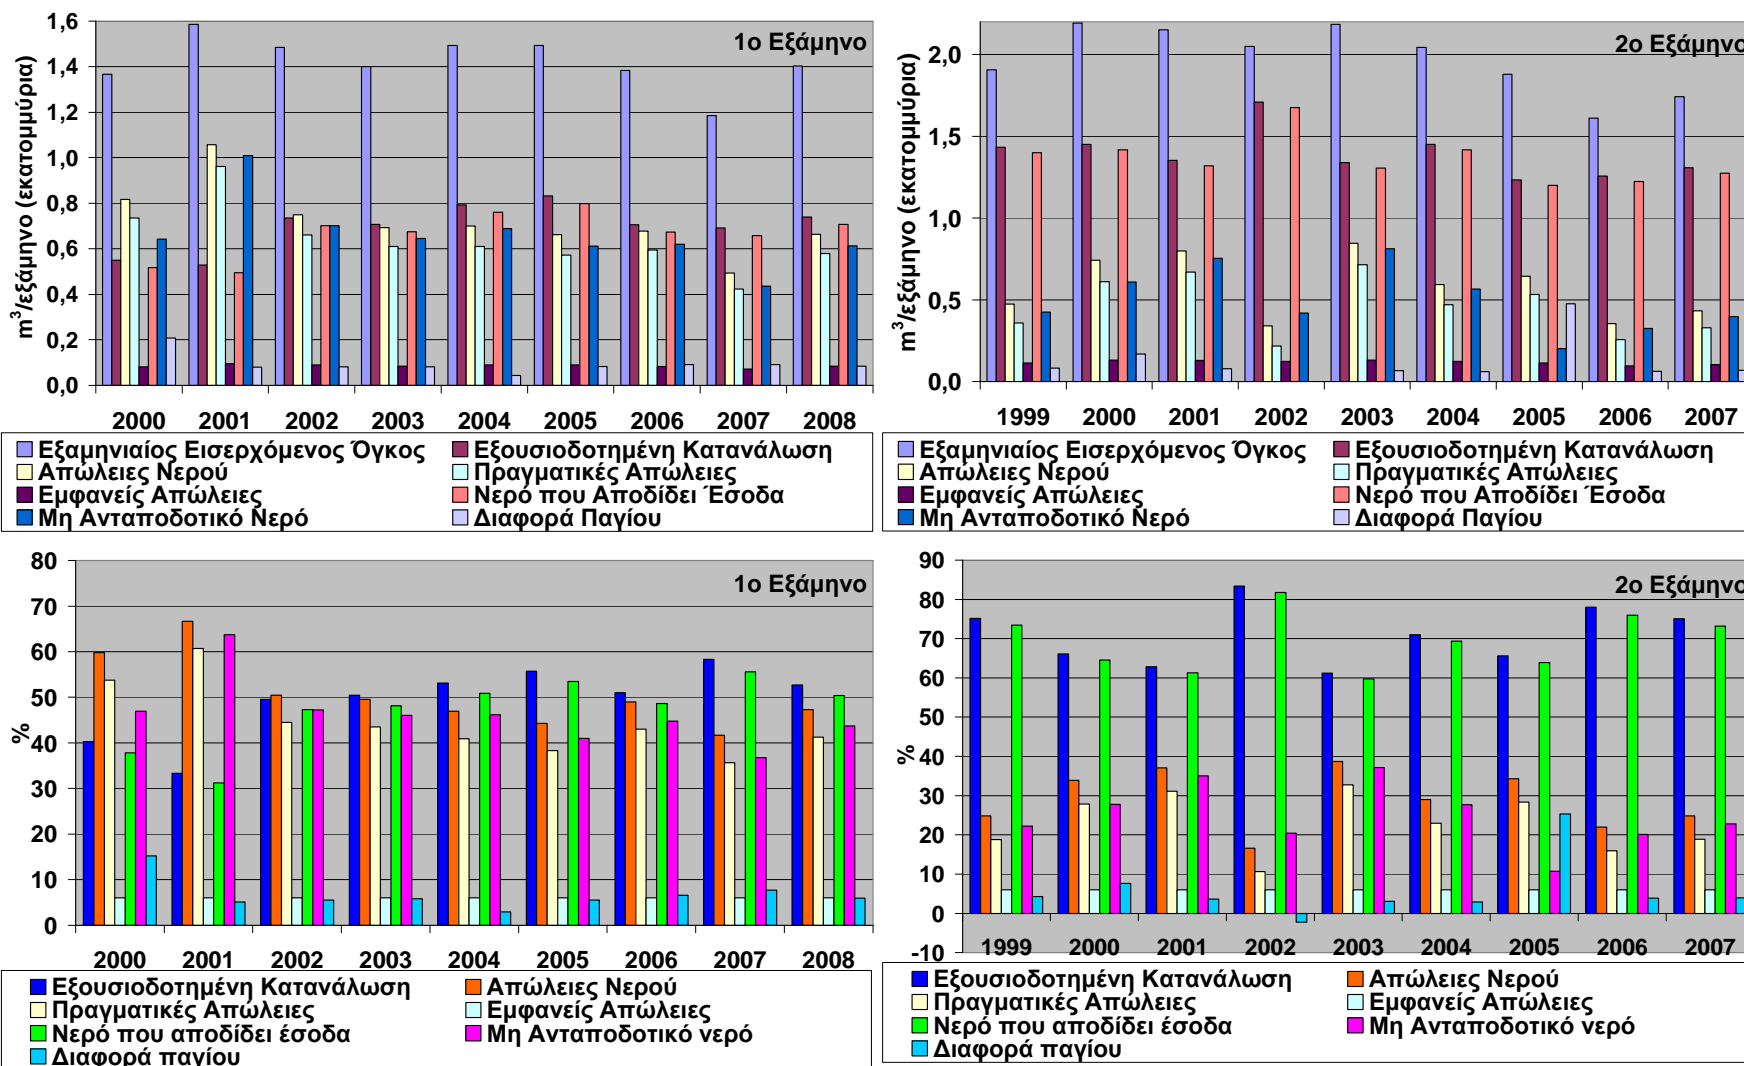 1ο Εξάμηνο
m³/εξάμηνο (εκατομμύρια)
1,6
1,4
1,2
1,0
0,8
0,6
0,4
0,2
0,0
2000 2001 2002 2003 2004 2005 2006 2007 2008
Εξαμηνιαίος Εισερχόμενος Όγκος Εξουσιοδοτημένη Κατανάλωση
Απώλειες Νερού Πραγματικές Απώλειες
Εμφανείς Απώλειες Νερό που Αποδίδει Έσοδα
Μη Ανταποδοτικό Νερό Διαφορά Παγίου
2ο Εξάμηνο
m³/εξάμηνο (εκατομμύρια)
2,0
1,5
1,0
0,5
0,0
1999 2000 2001 2002 2003 2004 2005 2006 2007
Εξαμηνιαίος Εισερχόμενος Όγκος Εξουσιοδοτημένη Κατανάλωση
Απώλειες Νερού Πραγματικές Απώλειες
Εμφανείς Απώλειες Νερό που Αποδίδει Έσοδα
Μη Ανταποδοτικό Νερό Διαφορά Παγίου
1ο Εξάμηνο
%
80
70
60
50
40
30
20
10
0
2000 2001 2002 2003 2004 2005 2006 2007 2008
Εξουσιοδοτημένη Κατανάλωση Απώλειες Νερού
Πραγματικές Απώλειες Εμφανείς Απώλειες
Νερό που αποδίδει έσοδα Μη Ανταποδοτικό νερό
Διαφορά παγίου
2ο Εξάμηνο
%
90
80
70
60
50
40
30
20
10
0
-10
1999 2000 2001 2002 2003 2004 2005 2006 2007
Εξουσιοδοτημένη Κατανάλωση Απώλειες Νερού
Πραγματικές Απώλειες Εμφανείς Απώλειες
Νερό που αποδίδει έσοδα Μη Ανταποδοτικό νερό
Διαφορά παγίου